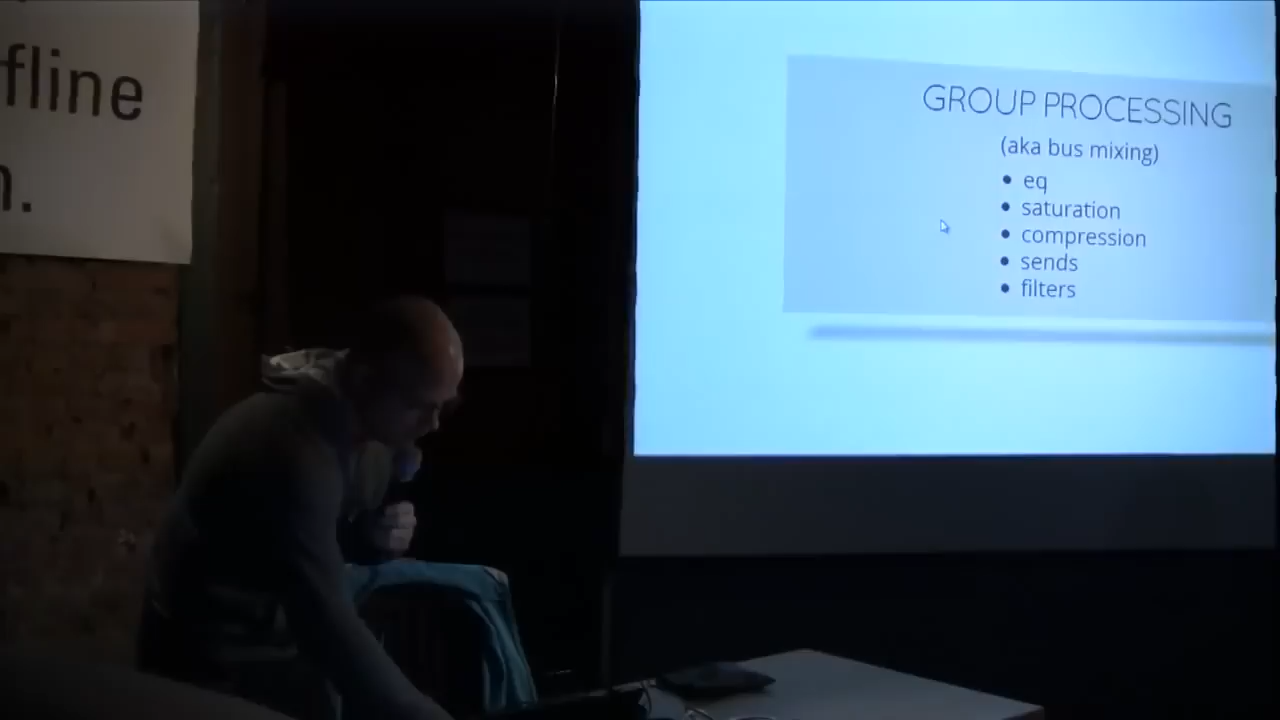 fline
.
GROUP PROCESSING
(aka bus mixing)
• eq
• saturation
• compression
• sends
• filters